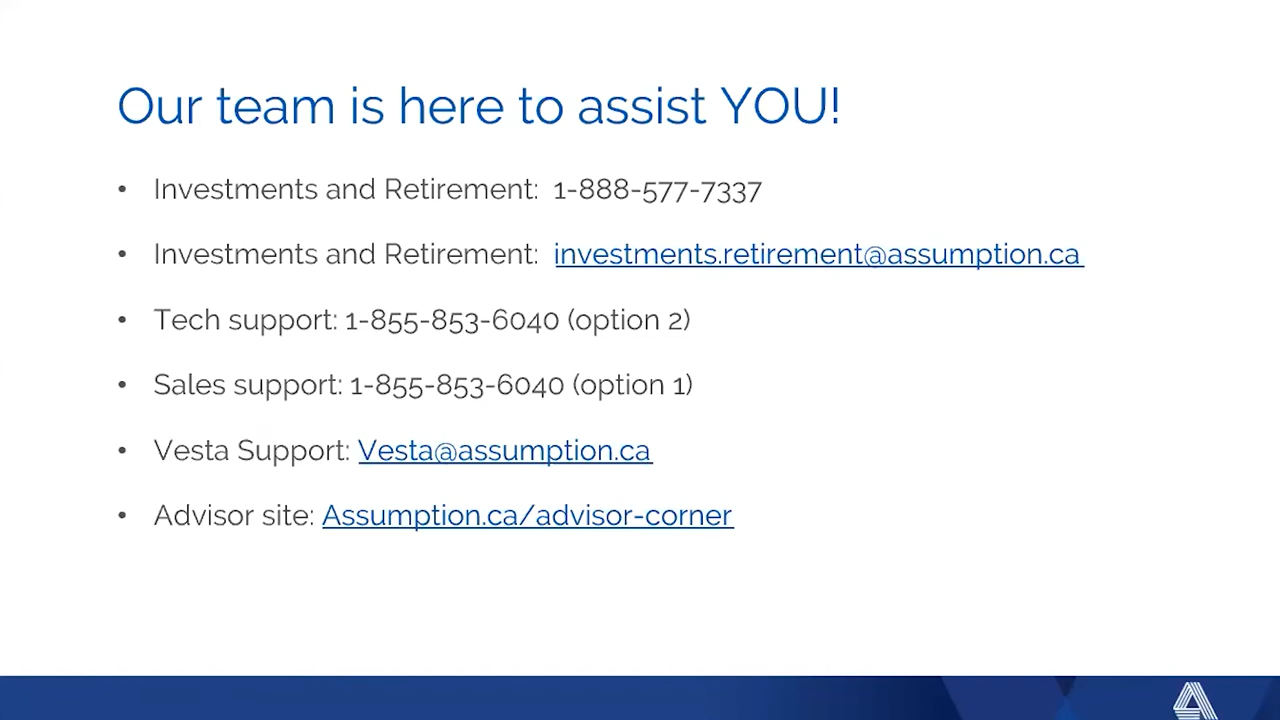 Our team is here to assist YOU!
• Investments and Retirement: 1-888-577-7337
• Investments and Retirement: investments.retirement@assumption.ca
• Tech support: 1-855-853-6040 (option 2)
• Sales support: 1-855-853-6040 (option 1)
• Vesta Support: Vesta@assumption.ca
• Advisor site: Assumption.ca/advisor-corner